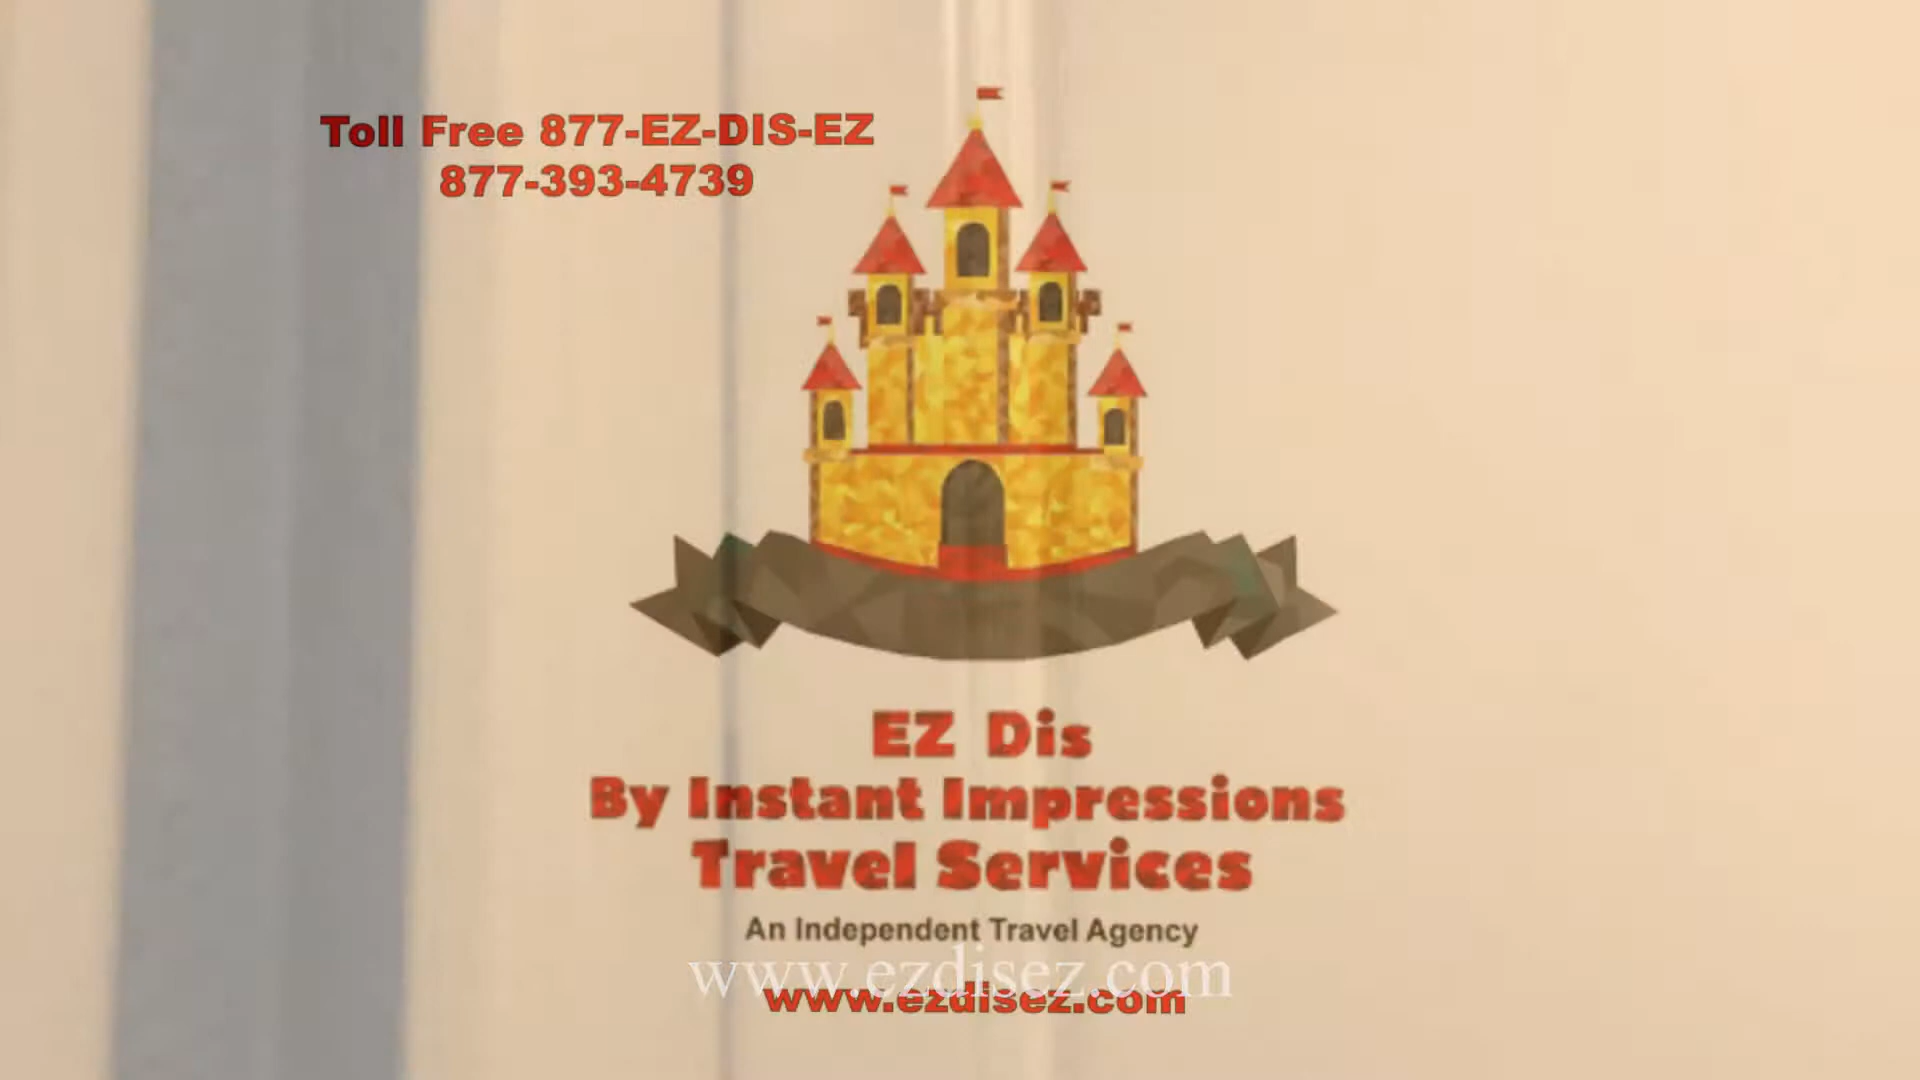 Toll Free 877-EZ-DIS-EZ
877-393-4739
EZ Dis
By Instant Impressions
Travel Services
An Independent Travel Agency
www.ezdisez.com
www.ezdisez.com